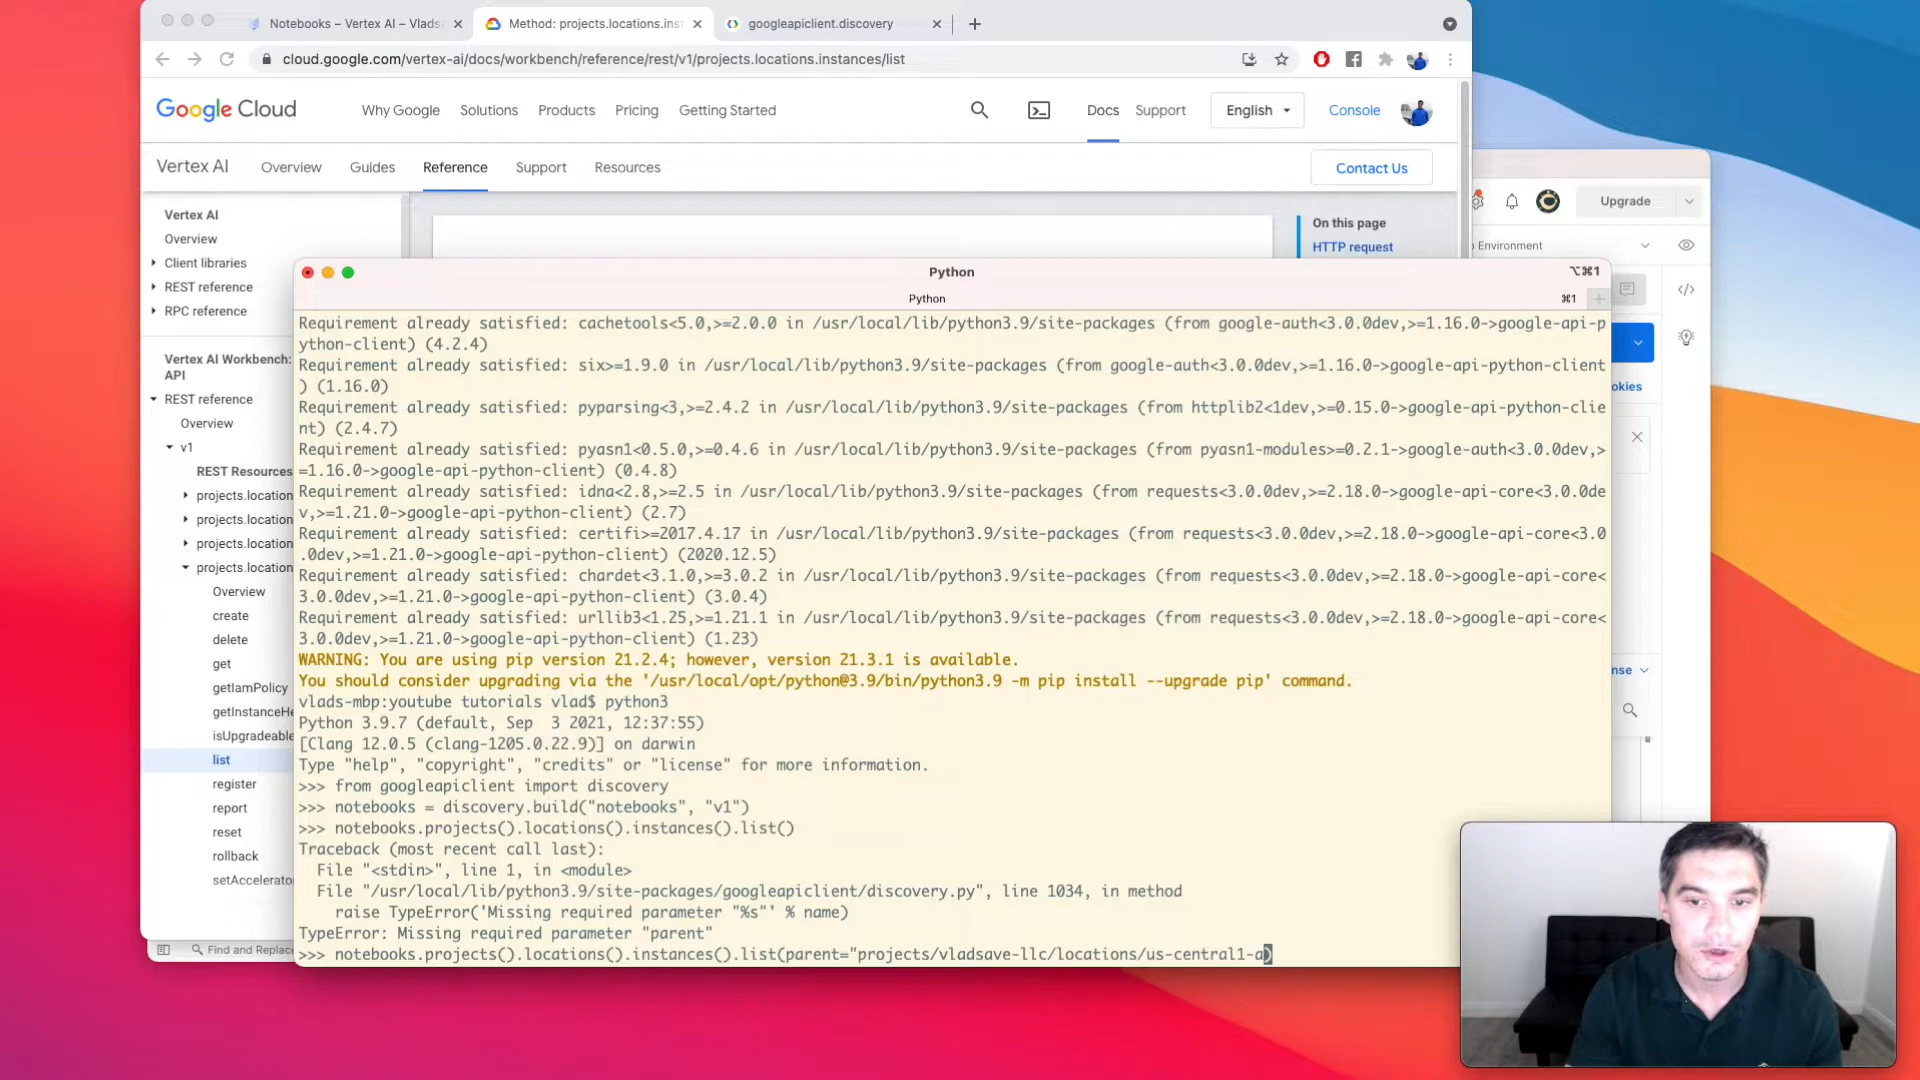 Notebooks – Vertex AI – Vlads
Method: projects.locations.ins
googleapiclient.discovery
cloud.google.com/vertex-ai/docs/workbench/reference/rest/v1/projects.locations.instances/list
Google Cloud
Why Google
Solutions
Products
Pricing
Getting Started
Docs
Support
English
Console
Vertex AI
Overview
Guides
Reference
Support
Resources
Contact Us
Vertex AI
Overview
Client libraries
REST reference
RPC reference
Vertex AI Workbench:
API
REST reference
Overview
v1
REST Resources
projects.location
projects.location
projects.location
projects.location
Overview
create
delete
get
getIamPolicy
getInstanceHe
isUpgradeable
list
register
report
reset
rollback
setAccelerato
On this page
HTTP request
Upgrade
Environment
okies
nse
Find and Replace
Python
⌥⌘1
Python
⌘1
Requirement already satisfied: cachetools<5.0,>=2.0.0 in /usr/local/lib/python3.9/site-packages (from google-auth<3.0.0dev,>=1.16.0->google-api-p
ython-client) (4.2.4)
Requirement already satisfied: six>=1.9.0 in /usr/local/lib/python3.9/site-packages (from google-auth<3.0.0dev,>=1.16.0->google-api-python-client
) (1.16.0)
Requirement already satisfied: pyparsing<3,>=2.4.2 in /usr/local/lib/python3.9/site-packages (from httplib2<1dev,>=0.15.0->google-api-python-clie
nt) (2.4.7)
Requirement already satisfied: pyasn1<0.5.0,>=0.4.6 in /usr/local/lib/python3.9/site-packages (from pyasn1-modules>=0.2.1->google-auth<3.0.0dev,>
=1.16.0->google-api-python-client) (0.4.8)
Requirement already satisfied: idna<2.8,>=2.5 in /usr/local/lib/python3.9/site-packages (from requests<3.0.0dev,>=2.18.0->google-api-core<3.0.0de
v,>=1.21.0->google-api-python-client) (2.7)
Requirement already satisfied: certifi>=2017.4.17 in /usr/local/lib/python3.9/site-packages (from requests<3.0.0dev,>=2.18.0->google-api-core<3.0
.0dev,>=1.21.0->google-api-python-client) (2020.12.5)
Requirement already satisfied: chardet<3.1.0,>=3.0.2 in /usr/local/lib/python3.9/site-packages (from requests<3.0.0dev,>=2.18.0->google-api-core<
3.0.0dev,>=1.21.0->google-api-python-client) (3.0.4)
Requirement already satisfied: urllib3<1.25,>=1.21.1 in /usr/local/lib/python3.9/site-packages (from requests<3.0.0dev,>=2.18.0->google-api-core<
3.0.0dev,>=1.21.0->google-api-python-client) (1.23)
WARNING: You are using pip version 21.2.4; however, version 21.3.1 is available.
You should consider upgrading via the '/usr/local/opt/python@3.9/bin/python3.9 -m pip install --upgrade pip' command.
vlads-mbp:youtube tutorials vlad$ python3
Python 3.9.7 (default, Sep  3 2021, 12:37:55)
[Clang 12.0.5 (clang-1205.0.22.9)] on darwin
Type "help", "copyright", "credits" or "license" for more information.
>>> from googleapiclient import discovery
>>> notebooks = discovery.build("notebooks", "v1")
>>> notebooks.projects().locations().instances().list()
Traceback (most recent call last):
  File "<stdin>", line 1, in <module>
  File "/usr/local/lib/python3.9/site-packages/googleapiclient/discovery.py", line 1034, in method
    raise TypeError('Missing required parameter "%s"' % name)
TypeError: Missing required parameter "parent"
>>> notebooks.projects().locations().instances().list(parent="projects/vladsave-llc/locations/us-central1-a)